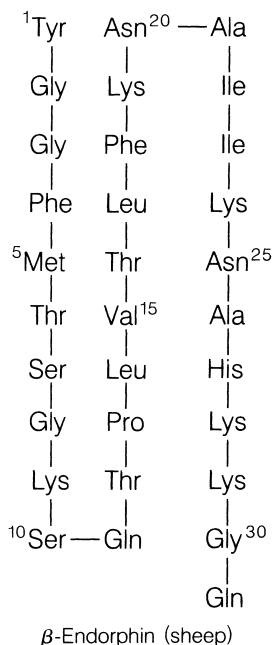 ¹Tyr Asn²⁰ Ala
Gly Lys Ile
Gly Phe Ile
Phe Leu Lys
⁵Met Thr Asn²⁵
Thr Val¹⁵ Ala
Ser Leu His
Gly Pro Lys
Lys Thr Lys
¹⁰Ser Gln Gly³⁰
Gln
β-Endorphin (sheep)